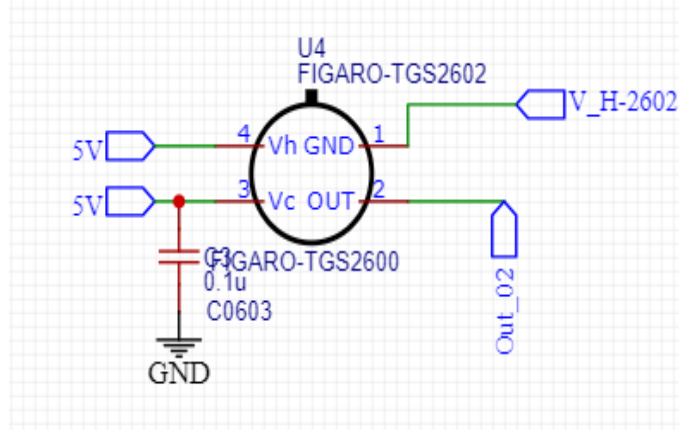 U4
FIGARO-TGS2602
V_H-2602
5V
4
Vh GND
1
5V
3
Vc OUT
2
C3
FIGARO-TGS2600
0.1u
C0603
Out_02
GND